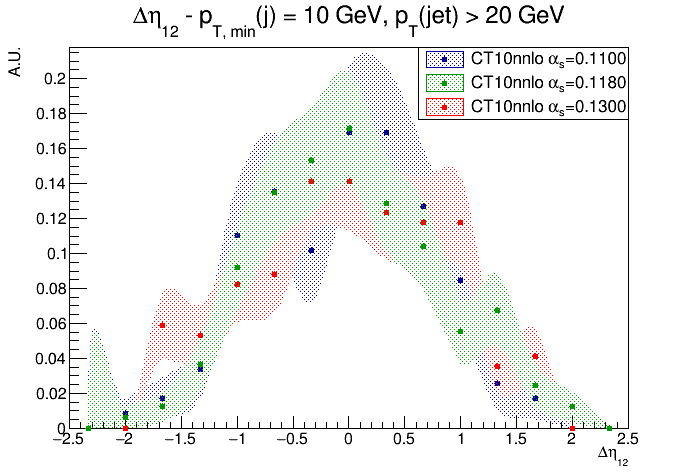 Δη12 - pT, min(j) = 10 GeV, pT(jet) > 20 GeV
A.U.
CT10nnlo αs=0.1100
CT10nnlo αs=0.1180
CT10nnlo αs=0.1300
0.2
0.18
0.16
0.14
0.12
0.1
0.08
0.06
0.04
0.02
0
−2.5 −2 −1.5 −1 −0.5 0 0.5 1 1.5 2 2.5
Δη12